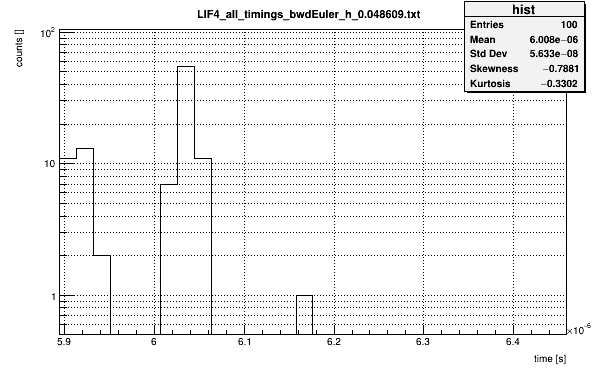 LIF4_all_timings_bwdEuler_h_0.048609.txt
hist
Entries 100
Mean 6.008e−06
Std Dev 5.633e−08
Skewness −0.7881
Kurtosis −0.3302
counts []
10²
10
1
5.9 6 6.1 6.2 6.3 6.4
×10⁻⁶
time [s]